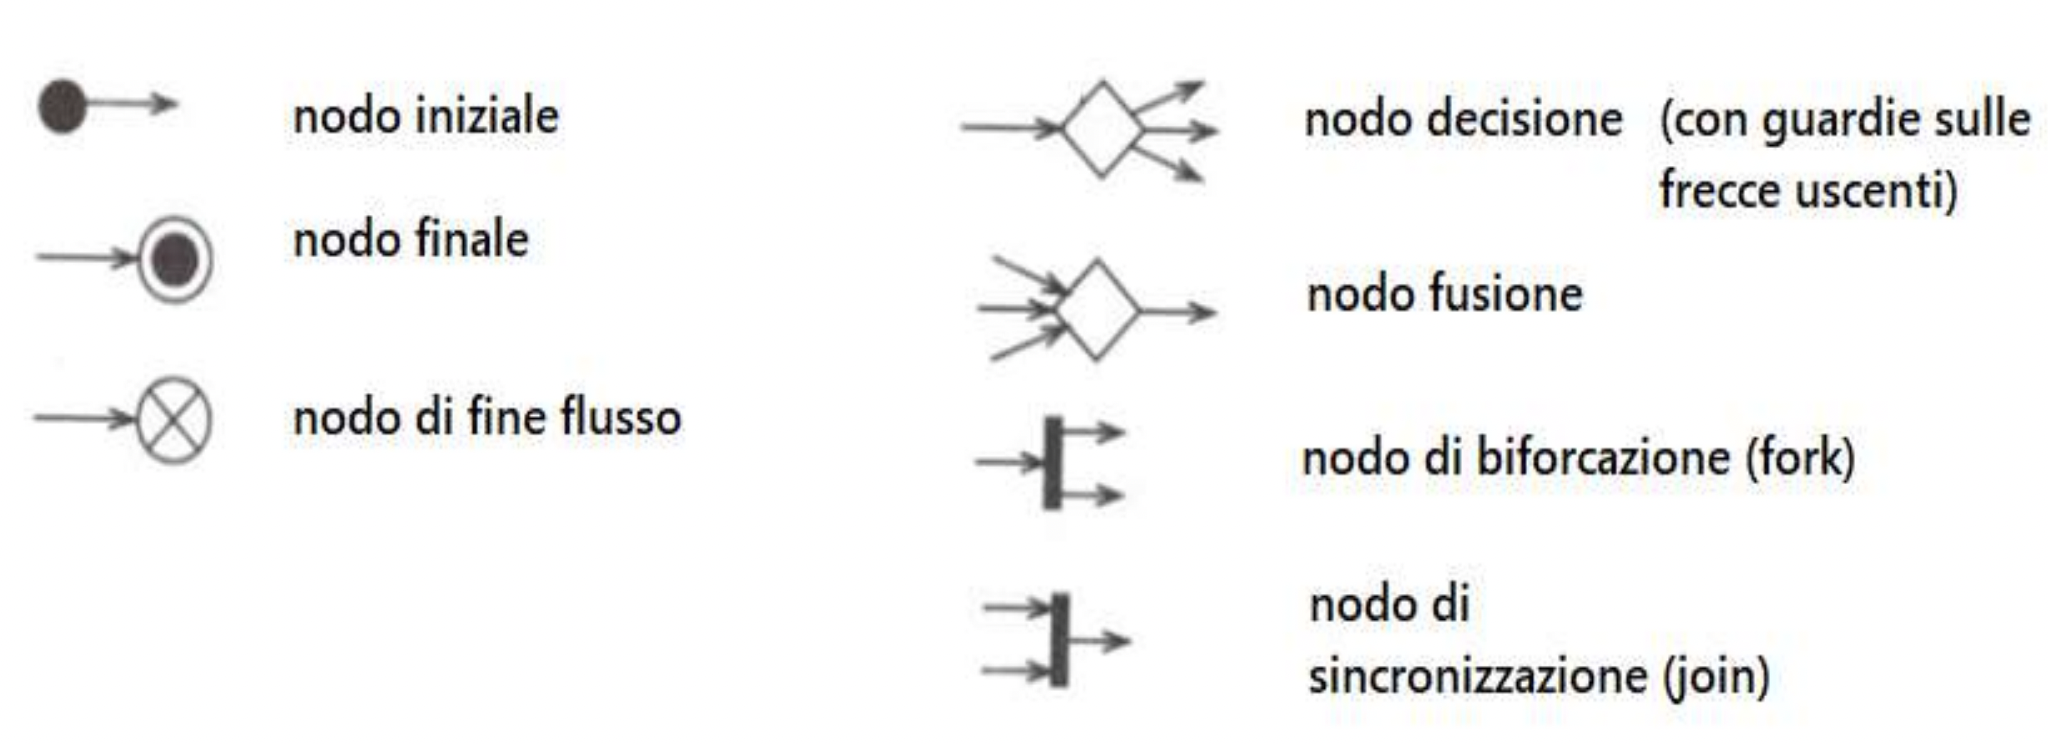 nodo iniziale
nodo finale
nodo di fine flusso
nodo decisione (con guardie sulle
frecce uscenti)
nodo fusione
nodo di biforcazione (fork)
nodo di
sincronizzazione (join)